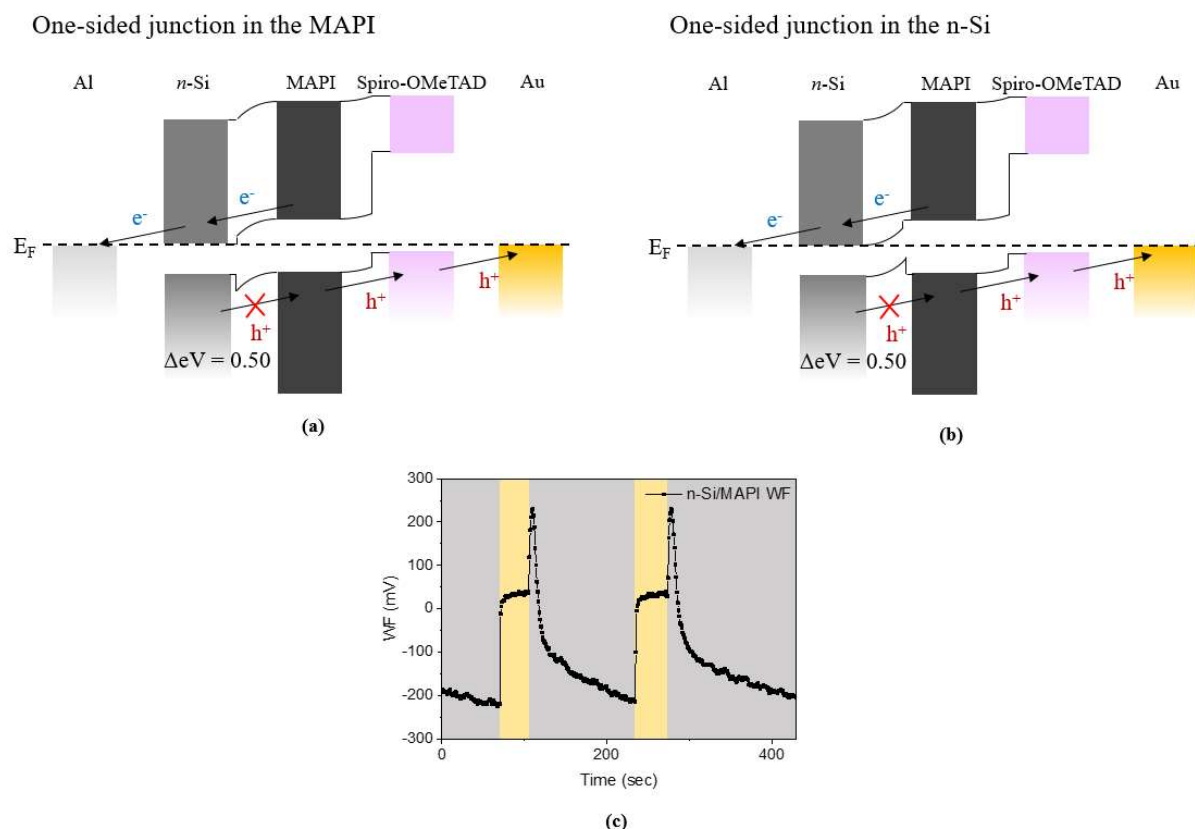 One-sided junction in the MAPI
Al n-Si MAPI Spiro-OMeTAD Au
e-
e-
EF
h+
h+
h+
ΔeV = 0.50
(a)
One-sided junction in the n-Si
Al n-Si MAPI Spiro-OMeTAD Au
e-
e-
EF
h+
h+
h+
ΔeV = 0.50
(b)
300
200
100
0
-100
-200
-300
WF (mV)
n-Si/MAPI WF
0 200 400
Time (sec)
(c)